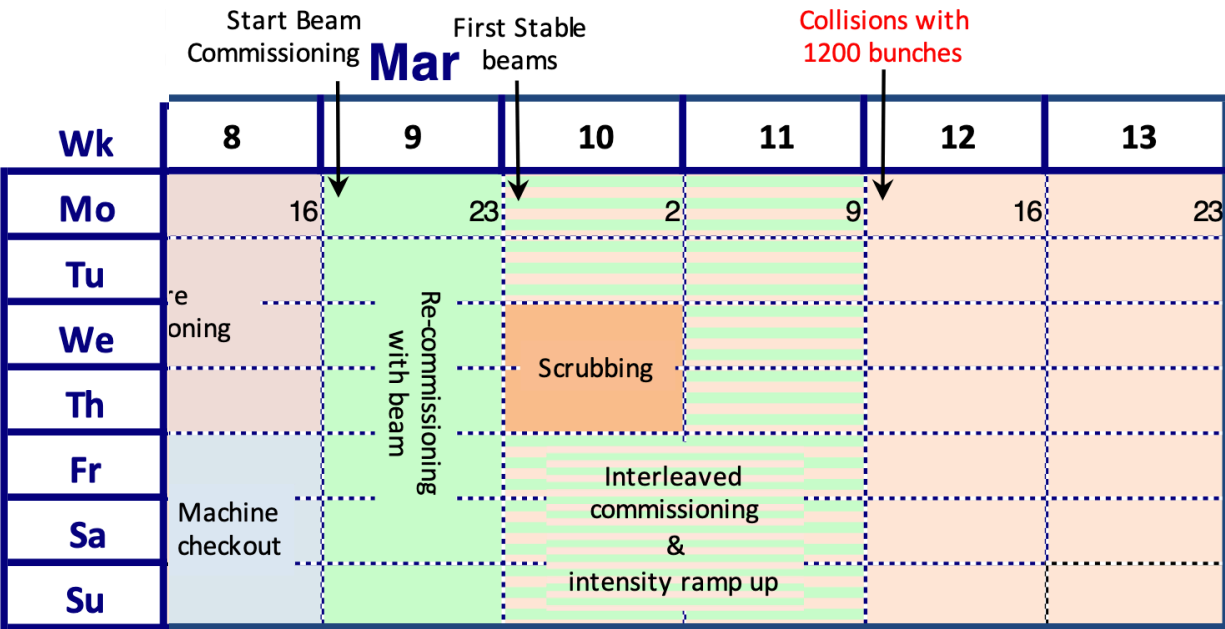 Start Beam
Commissioning
Mar
First Stable
beams
Collisions with
1200 bunches
Wk 8 9 10 11 12 13
Mo 16 23 2 9 16 23
Tu
We
Th
Fr
Sa
Su
re
oning
Machine
checkout
Re-commissioning
with beam
Scrubbing
Interleaved
commissioning
&
intensity ramp up